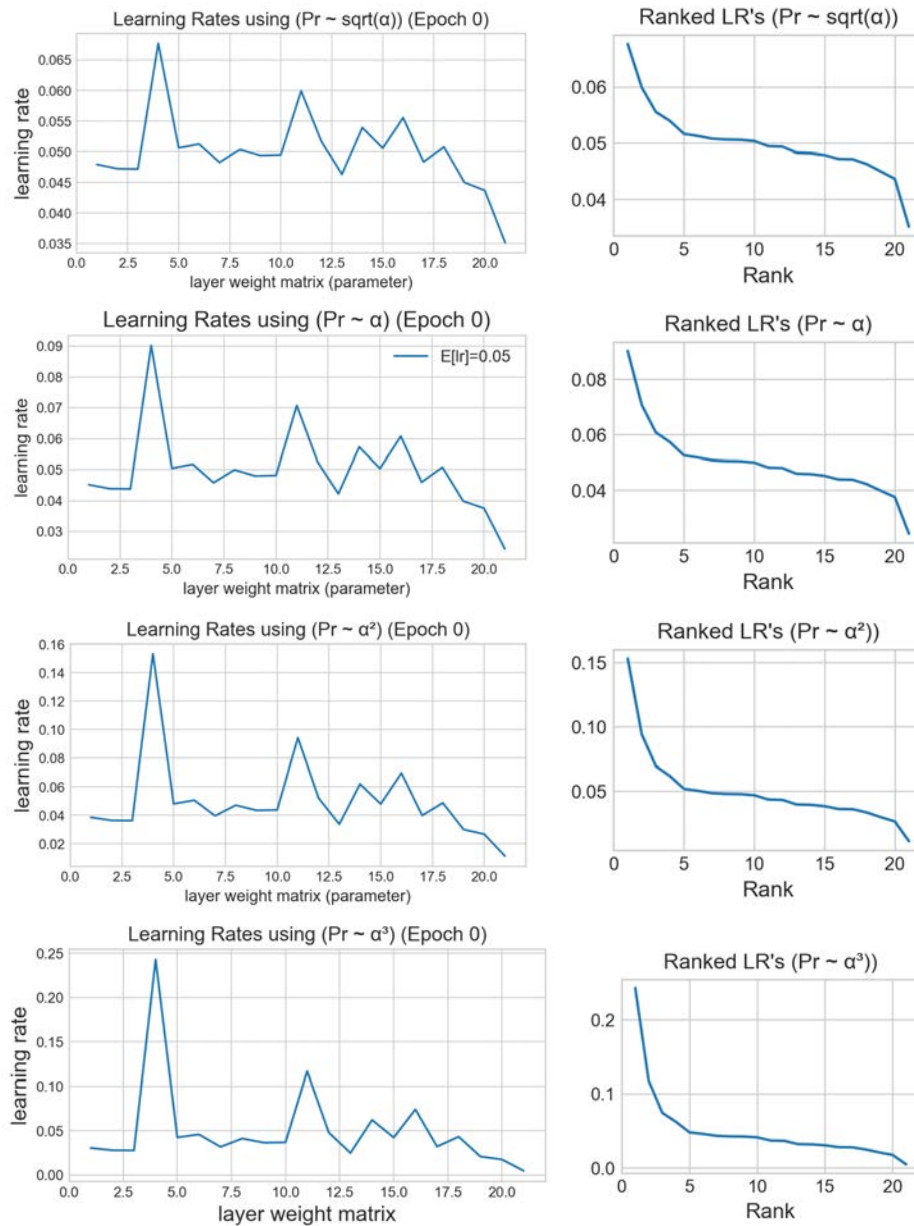 Learning Rates using (Pr ~ sqrt(α)) (Epoch 0)
learning rate
0.065
0.060
0.055
0.050
0.045
0.040
0.035
0.0 2.5 5.0 7.5 10.0 12.5 15.0 17.5 20.0
layer weight matrix (parameter)
Ranked LR's (Pr ~ sqrt(α))
0.06
0.05
0.04
0 5 10 15 20
Rank
Learning Rates using (Pr ~ α) (Epoch 0)
E[lr]=0.05
learning rate
0.09
0.08
0.07
0.06
0.05
0.04
0.03
0.0 2.5 5.0 7.5 10.0 12.5 15.0 17.5 20.0
layer weight matrix (parameter)
Ranked LR's (Pr ~ α)
0.08
0.06
0.04
0 5 10 15 20
Rank
Learning Rates using (Pr ~ α²) (Epoch 0)
learning rate
0.16
0.14
0.12
0.10
0.08
0.06
0.04
0.02
0.0 2.5 5.0 7.5 10.0 12.5 15.0 17.5 20.0
layer weight matrix (parameter)
Ranked LR's (Pr ~ α²))
0.15
0.10
0.05
0 5 10 15 20
Rank
Learning Rates using (Pr ~ α³) (Epoch 0)
learning rate
0.25
0.20
0.15
0.10
0.05
0.00
0.0 2.5 5.0 7.5 10.0 12.5 15.0 17.5 20.0
layer weight matrix
Ranked LR's (Pr ~ α³))
0.2
0.1
0.0
0 5 10 15 20
Rank